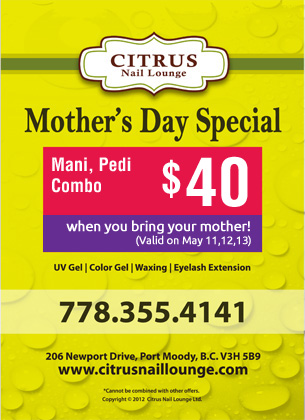 CITRUS
Nail Lounge
Mother's Day Special
Mani, Pedi
Combo
$40
when you bring your mother!
(Valid on May 11,12,13)
UV Gel | Color Gel | Waxing | Eyelash Extension
778.355.4141
206 Newport Drive, Port Moody, B.C. V3H 5B9
www.citrusnaillounge.com
*Cannot be combined with other offers.
Copyright © 2012 Citrus Nail Lounge Ltd.